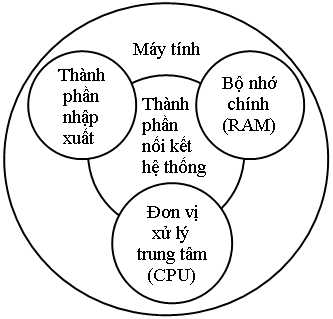 Máy tính
Thành
phần
nhập
xuất
Thành
phần
nối kết
hệ thống
Bộ nhớ
chính
(RAM)
Đơn vị
xử lý
trung tâm
(CPU)